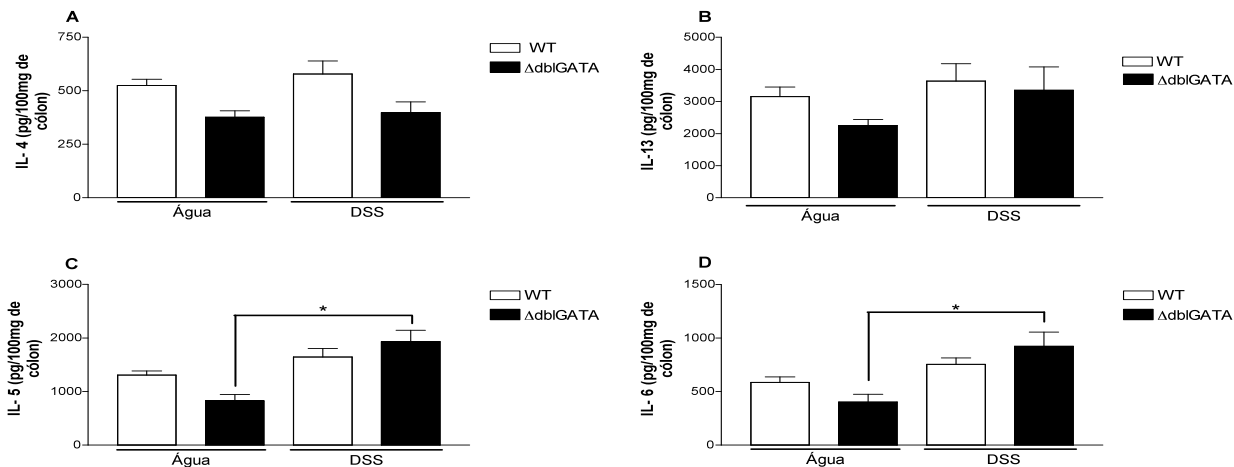 A
IL- 4 (pg/100mg de
cólon)
750
500
250
0
Água
DSS
WT
ΔdblGATA
B
IL-13 (pg/100mg de
cólon)
5000
4000
3000
2000
1000
0
Água
DSS
WT
ΔdblGATA
C
IL- 5 (pg/100mg de
cólon)
3000
2000
1000
0
*
Água
DSS
WT
ΔdblGATA
D
IL- 6 (pg/100mg de
cólon)
1500
1000
500
0
*
Água
DSS
WT
ΔdblGATA